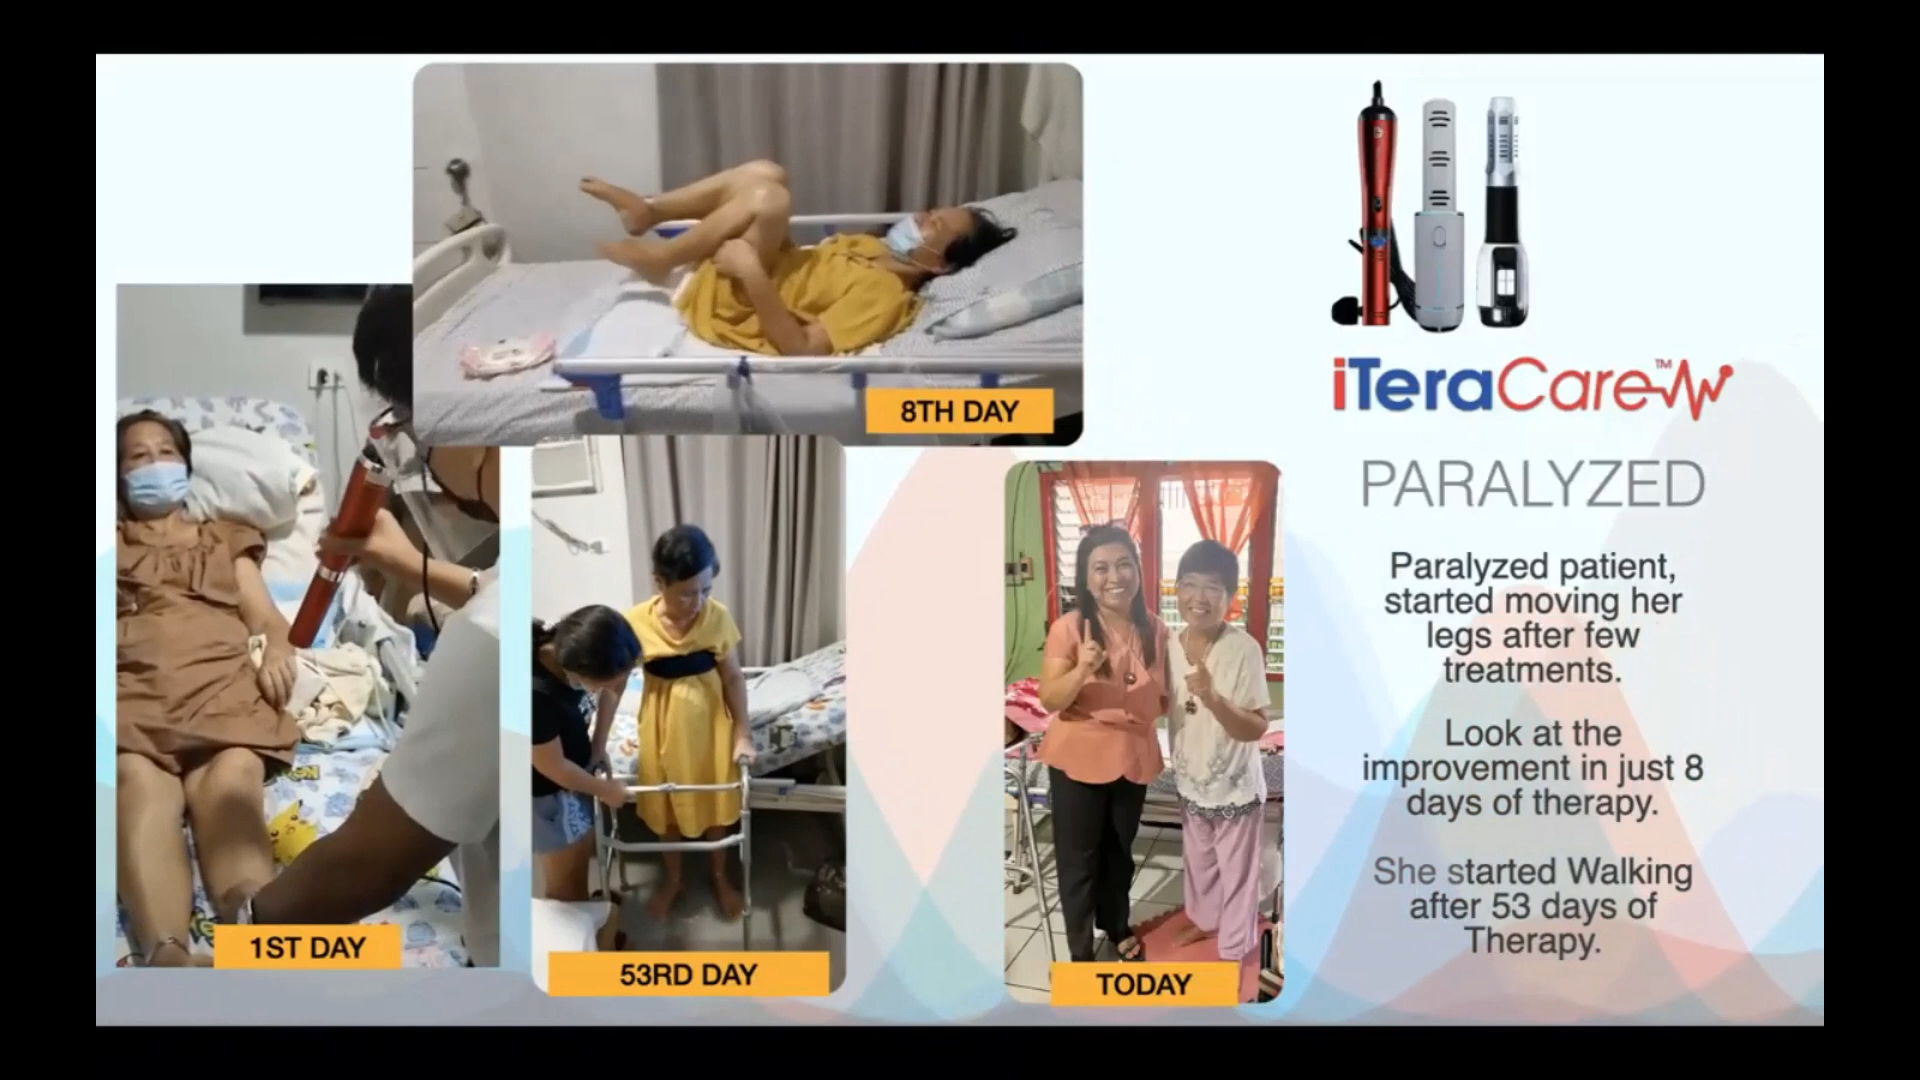 8TH DAY
1ST DAY
53RD DAY
TODAY
iTeraCare™
PARALYZED
Paralyzed patient,
started moving her
legs after few
treatments.
Look at the
improvement in just 8
days of therapy.
She started Walking
after 53 days of
Therapy.